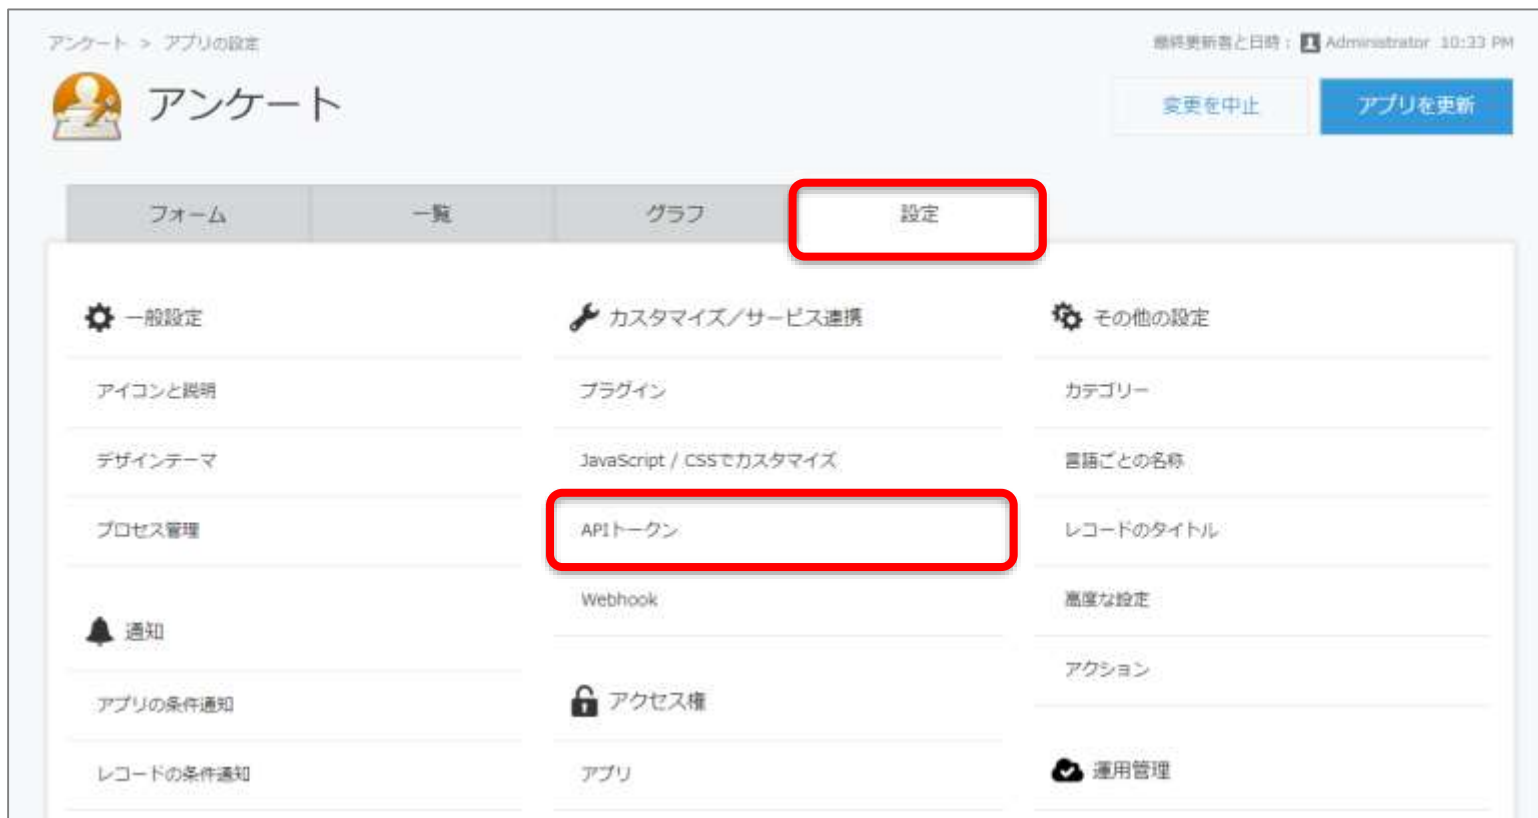 アンケート > アプリの設定
最終更新者と日時： Administrator 10:33 PM
アンケート
変更を中止
アプリを更新
フォーム
一覧
グラフ
設定
一般設定
アイコンと説明
デザインテーマ
プロセス管理
通知
アプリの条件通知
レコードの条件通知
カスタマイズ／サービス連携
プラグイン
JavaScript / CSSでカスタマイズ
APIトークン
Webhook
アクセス権
アプリ
その他の設定
カテゴリー
言語ごとの名称
レコードのタイトル
高度な設定
アクション
運用管理